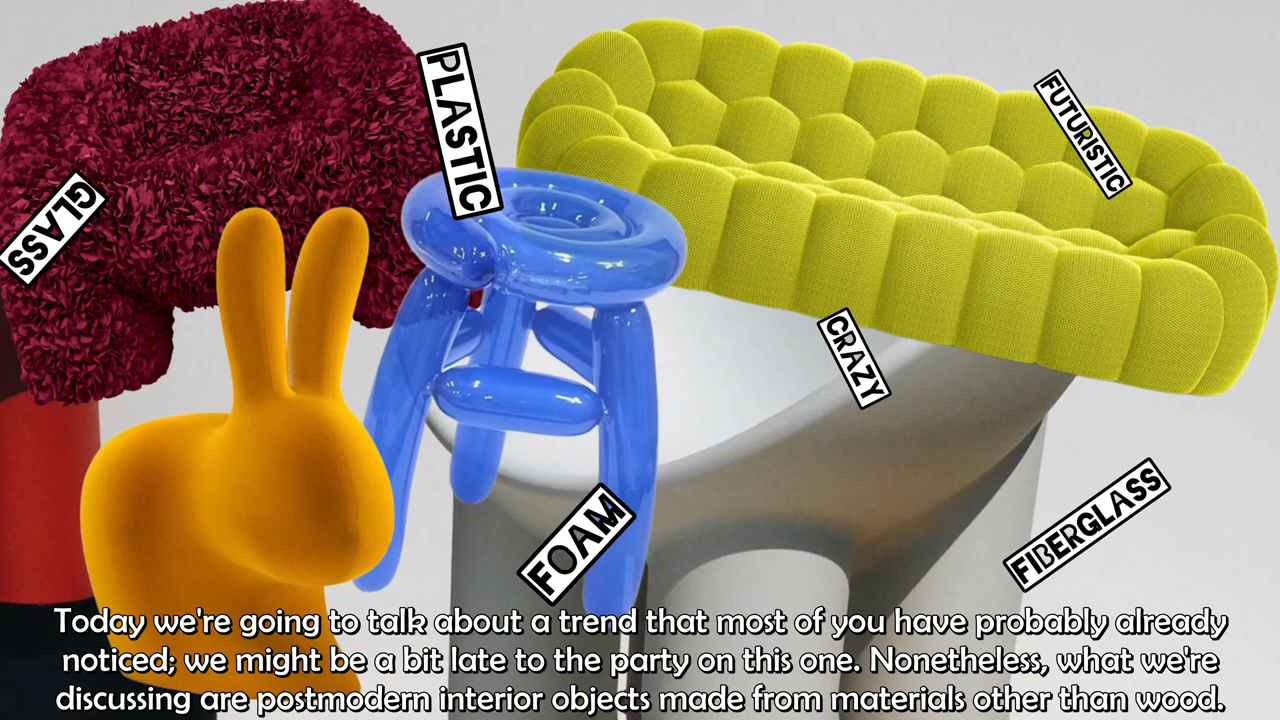 PLASTIC
FUTURISTIC
GLASS
CRAZY
FIBERGLASS
FOAM
Today we're going to talk about a trend that most of you have probably already
noticed; we might be a bit late to the party on this one. Nonetheless, what we're
discussing are postmodern interior objects made from materials other than wood.